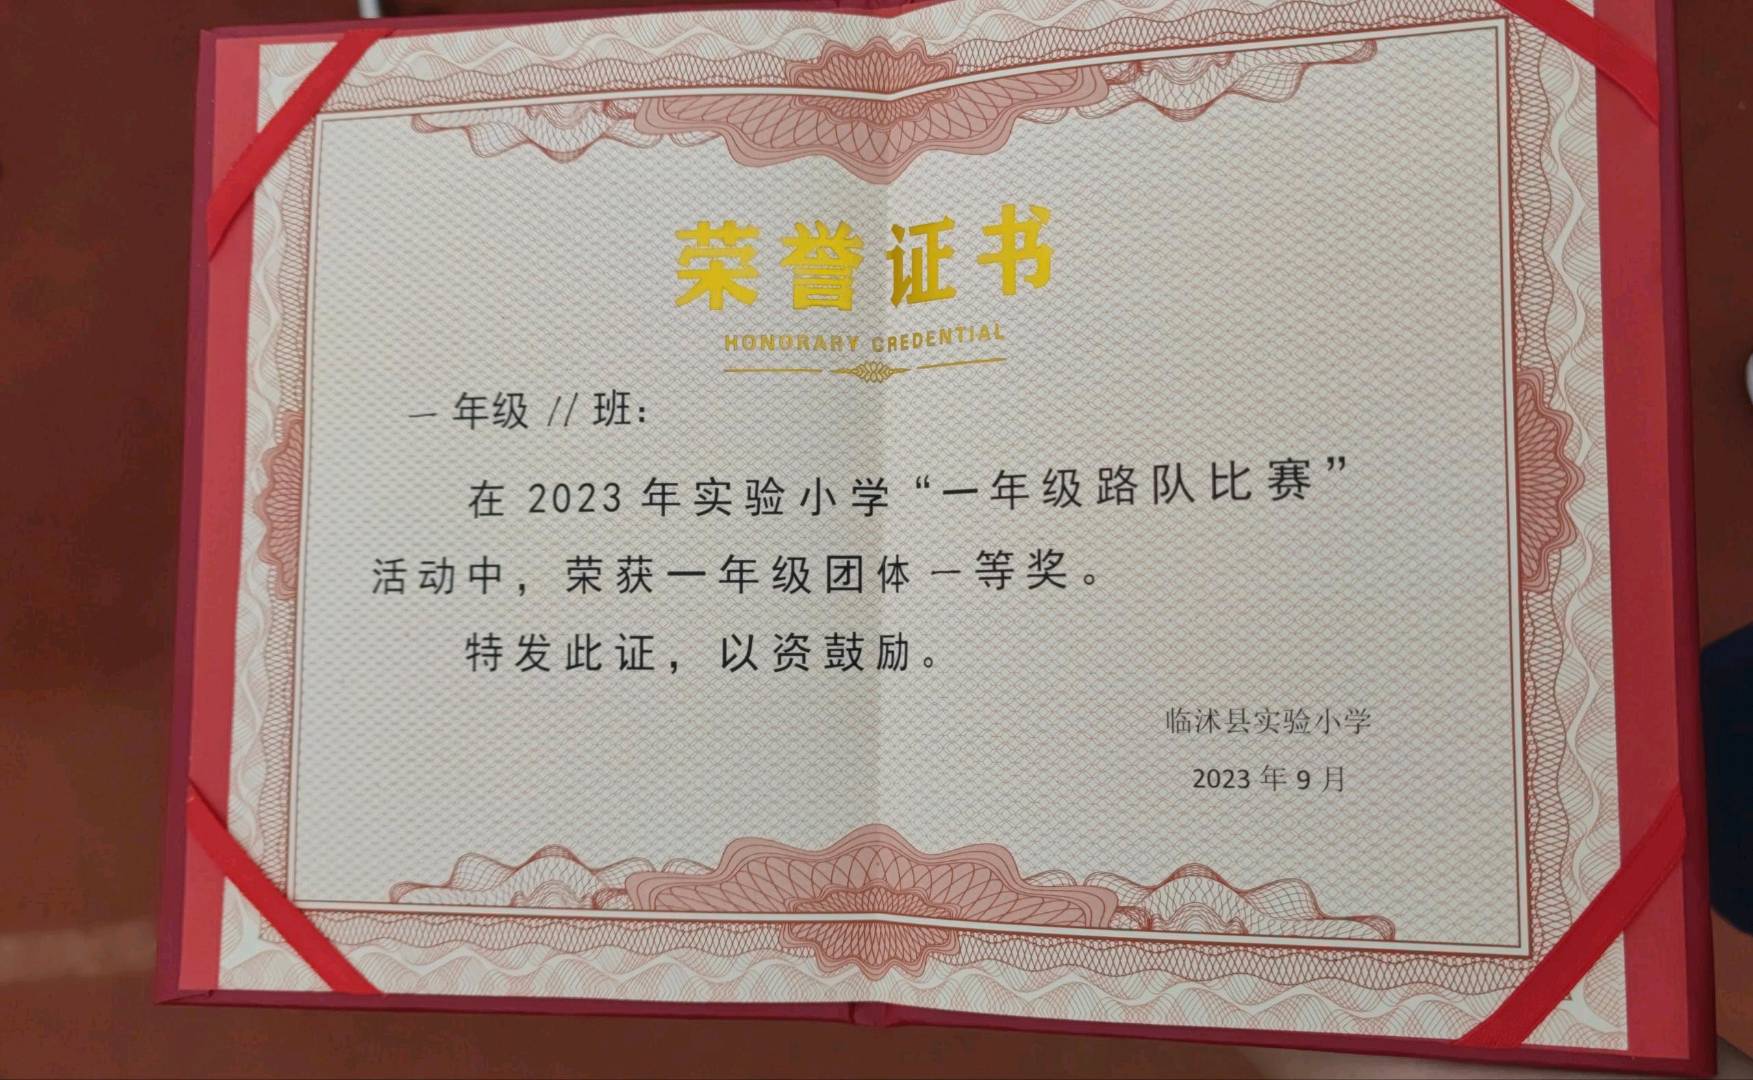 荣誉证书
HONORARY CREDENTIAL
一年级 11 班：
在 2023 年实验小学“一年级路队比赛”
活动中，荣获一年级团体一等奖。
特发此证，以资鼓励。
临沭县实验小学
2023 年 9 月